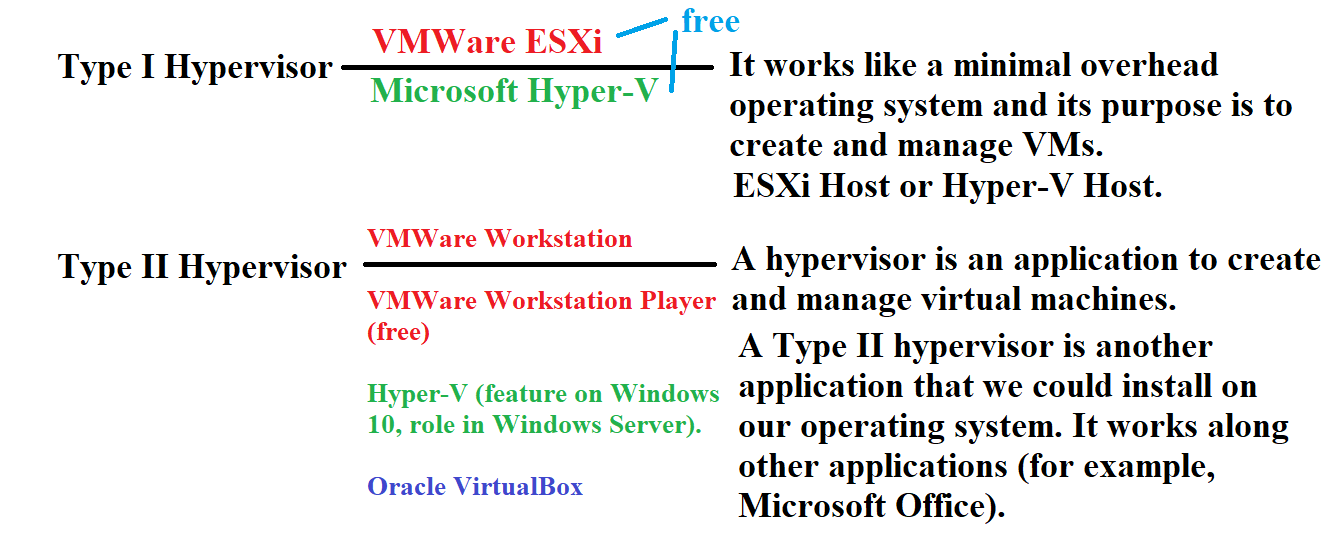 free
Type I Hypervisor
VMWare ESXi
Microsoft Hyper-V
It works like a minimal overhead
operating system and its purpose is to
create and manage VMs.
ESXi Host or Hyper-V Host.
Type II Hypervisor
VMWare Workstation
VMWare Workstation Player
(free)
Hyper-V (feature on Windows
10, role in Windows Server).
Oracle VirtualBox
A hypervisor is an application to create
and manage virtual machines.
A Type II hypervisor is another
application that we could install on
our operating system. It works along
other applications (for example,
Microsoft Office).